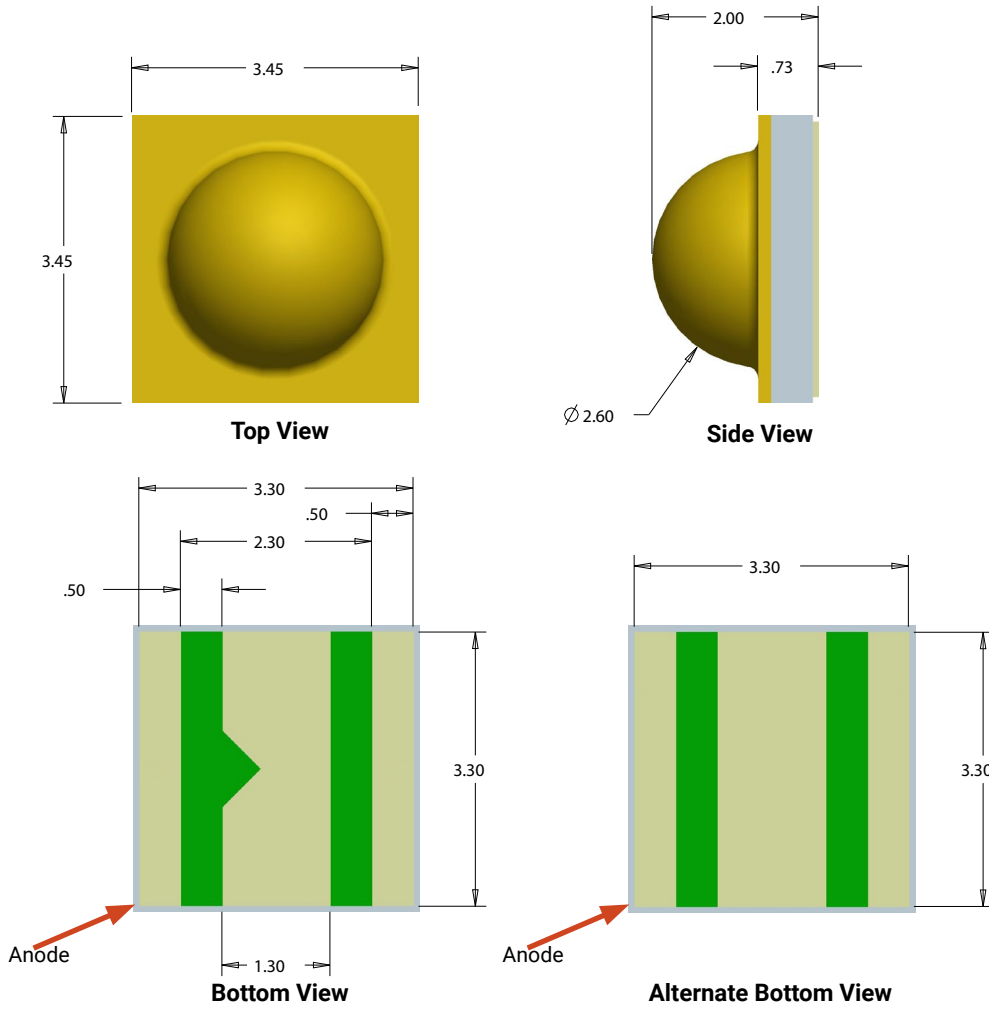 2.00
3.45
.73
3.45
∅ 2.60
Top View
Side View
3.30
.50
2.30
.50
3.30
3.30
3.30
Anode
Anode
1.30
Bottom View
Alternate Bottom View